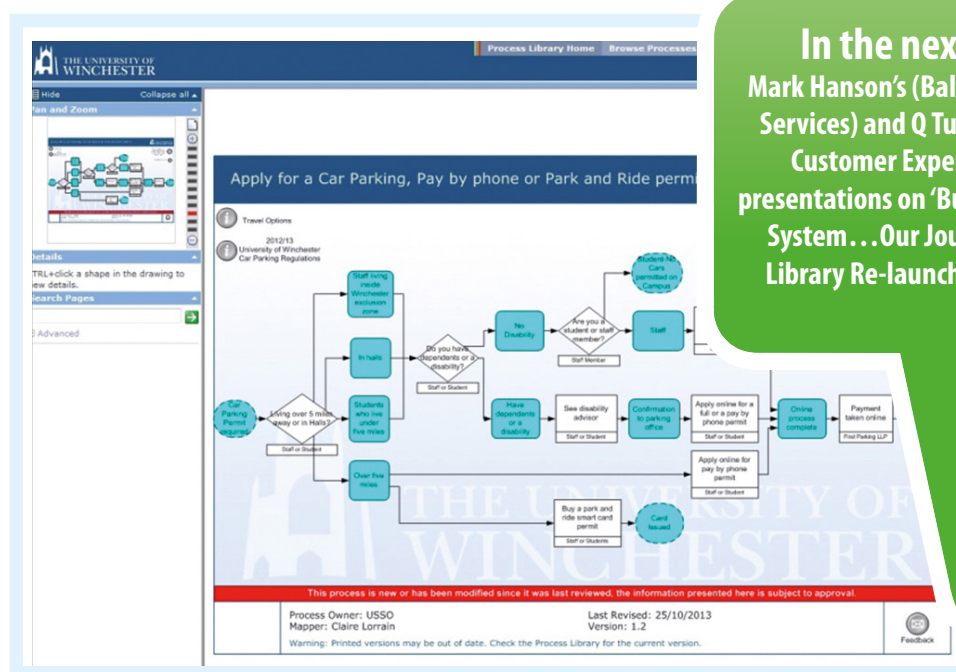 THE UNIVERSITY OF
WINCHESTER
Process Library Home Browse Processes
Hide Collapse all
Pan and Zoom
Details
CTRL+click a shape in the drawing to
view details.
Search Pages
Advanced
Apply for a Car Parking, Pay by phone or Park and Ride permi
Travel Options
2012/13
University of Winchester
Car Parking Regulations
Car
Parking
Permit
required
Living over 5 miles
away or in Halls?
Staff or Student
Staff living
inside
Winchester
exclusion
zone
In halls
Students
who live
under
five miles
Over five
miles
Do you have
dependents or a
disability?
Staff or Student
No
Disability
Have
dependents
or a
disability
Are you a
student or staff
member?
Staff Member
Student No
Cars
permitted on
Campus
Staff
See disability
advisor
Staff or Student
Confirmation
to parking
office
Apply online for a
full or a pay by
phone permit
Staff or Student
Apply online for
pay by phone
permit
Staff or Student
Online
process
complete
Payment
taken online
First Parking LLP
Buy a park and
ride smart card
permit
Staff or Students
Card
Issued
THE UNIVERSITY OF
WINCHESTER
This process is new or has been modified since it was last reviewed, the information presented here is subject to approval.
Process Owner: USSO
Mapper: Claire Lorrain
Last Revised: 25/10/2013
Version: 1.2
Warning: Printed versions may be out of date. Check the Process Library for the current version.
Feedback
In the nex
Mark Hanson's (Bal
Services) and Q Tu
Customer Expe
presentations on 'Bu
System...Our Jou
Library Re-launch